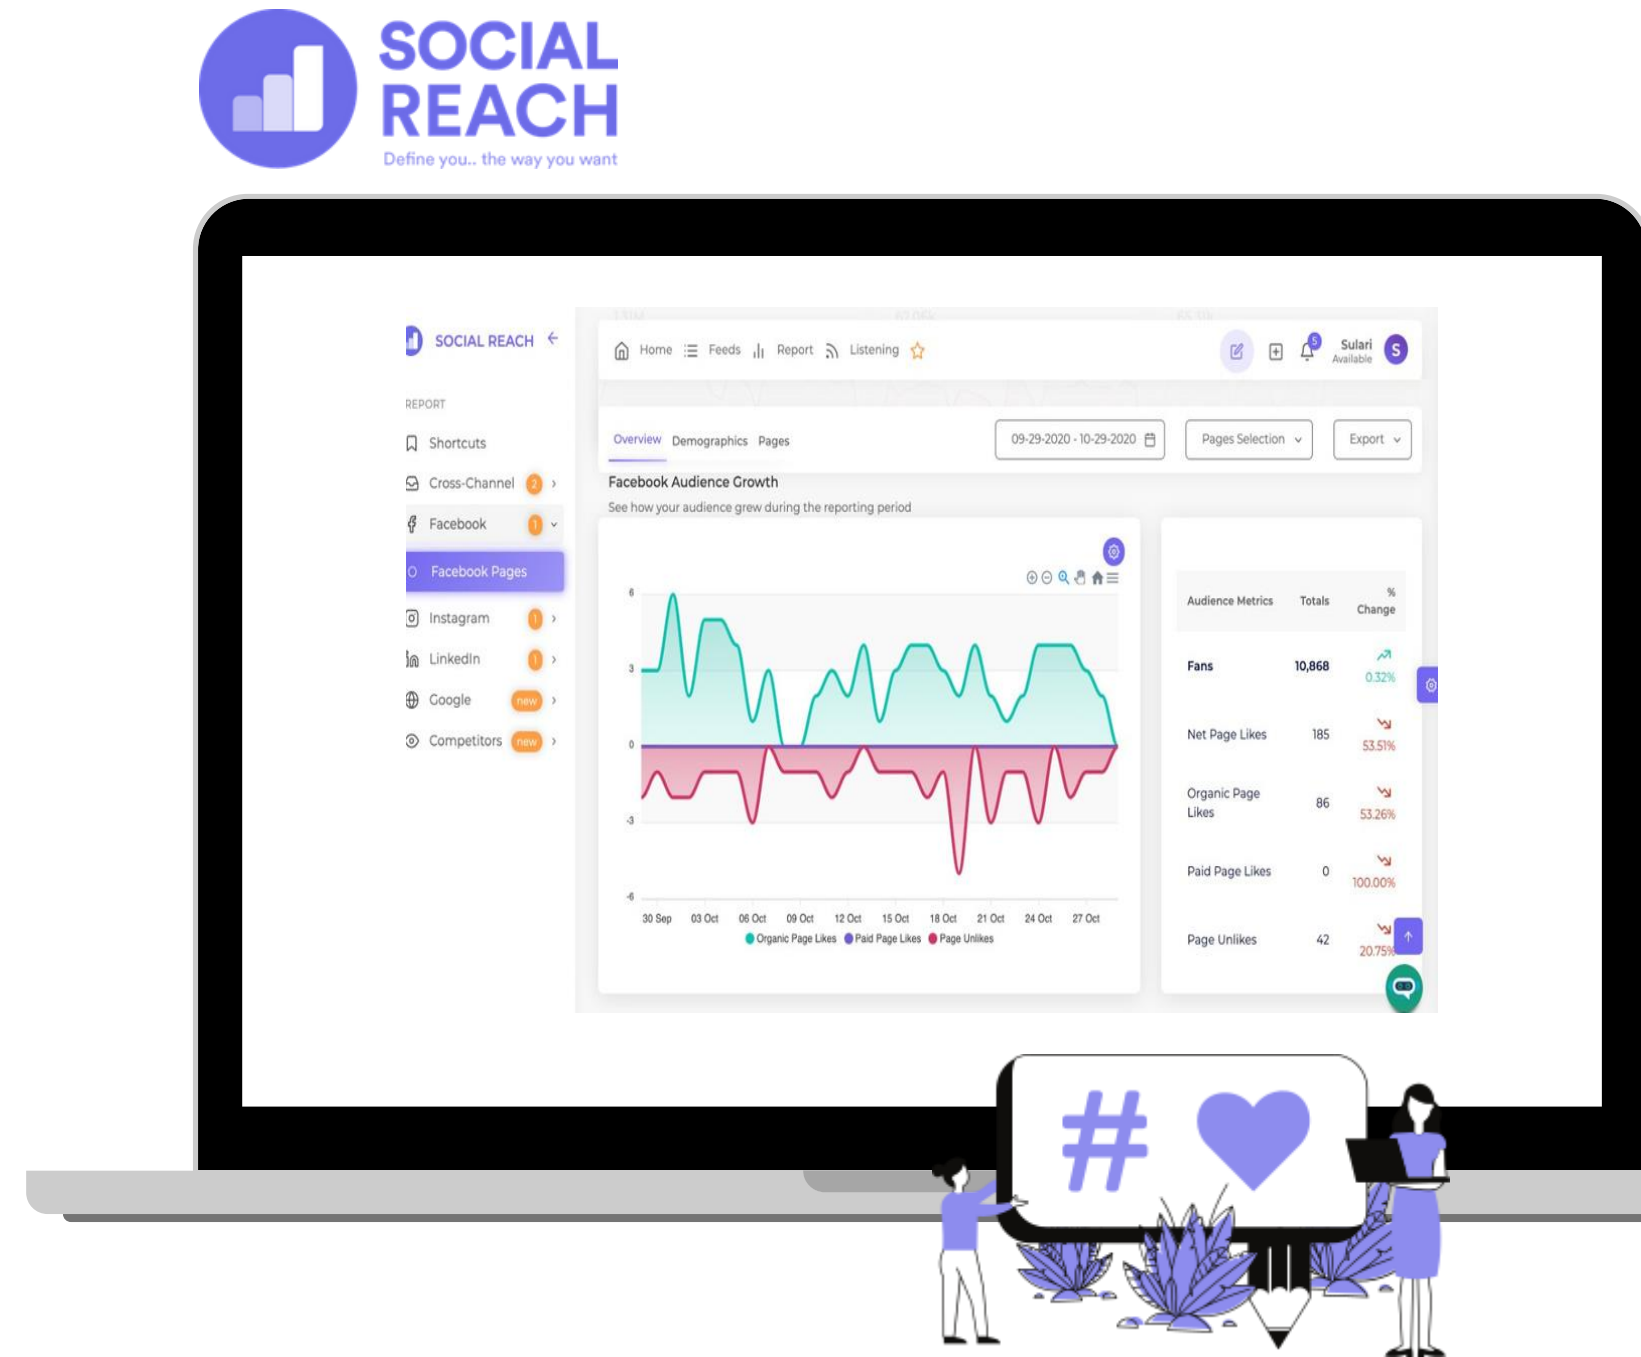 SOCIAL
REACH
Define you.. the way you want
SOCIAL REACH
Home Feeds Report Listening
5
Sulari
Available
S
REPORT
Shortcuts
Cross-Channel 2
Facebook 1
Facebook Pages
Instagram 1
LinkedIn 1
Google new
Competitors new
Overview Demographics Pages
09-29-2020 - 10-29-2020
Pages Selection
Export
Facebook Audience Growth
See how your audience grew during the reporting period
6
3
0
-3
-6
30 Sep 03 Oct 06 Oct 09 Oct 12 Oct 15 Oct 18 Oct 21 Oct 24 Oct 27 Oct
Organic Page Likes Paid Page Likes Page Unlikes
Audience Metrics Totals % Change
Fans 10,868 0.32%
Net Page Likes 185 53.51%
Organic Page
Likes 86 53.26%
Paid Page Likes 0 100.00%
Page Unlikes 42 20.75%
#